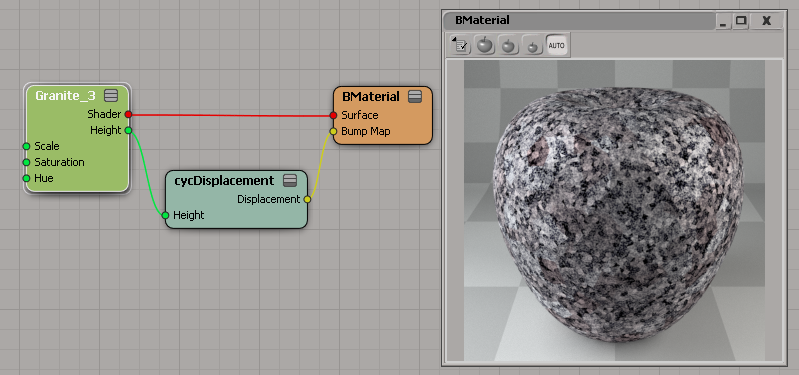 Granite_3
Shader
Height
Scale
Saturation
Hue
cycDisplacement
Displacement
Height
BMaterial
Surface
Bump Map
BMaterial
AUTO